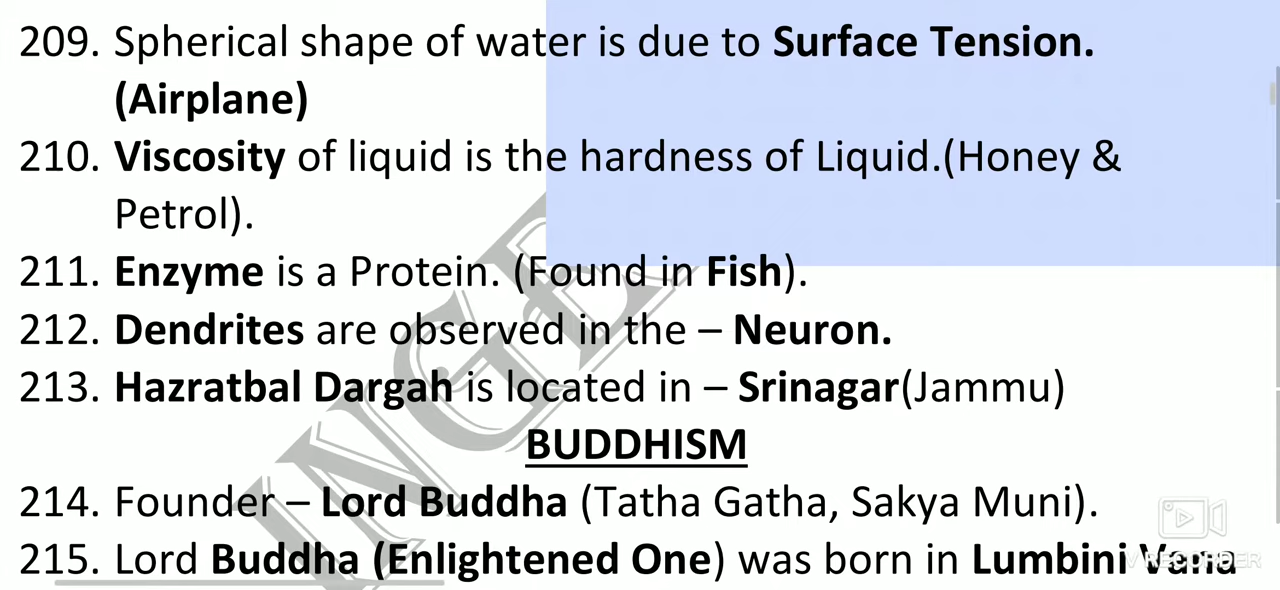 209. Spherical shape of water is due to Surface Tension.
(Airplane)
210. Viscosity of liquid is the hardness of Liquid.(Honey &
Petrol).
211. Enzyme is a Protein. (Found in Fish).
212. Dendrites are observed in the – Neuron.
213. Hazratbal Dargah is located in – Srinagar(Jammu)
BUDDHISM
214. Founder – Lord Buddha (Tatha Gatha, Sakya Muni).
215. Lord Buddha (Enlightened One) was born in Lumbini Vana
V RECORDER